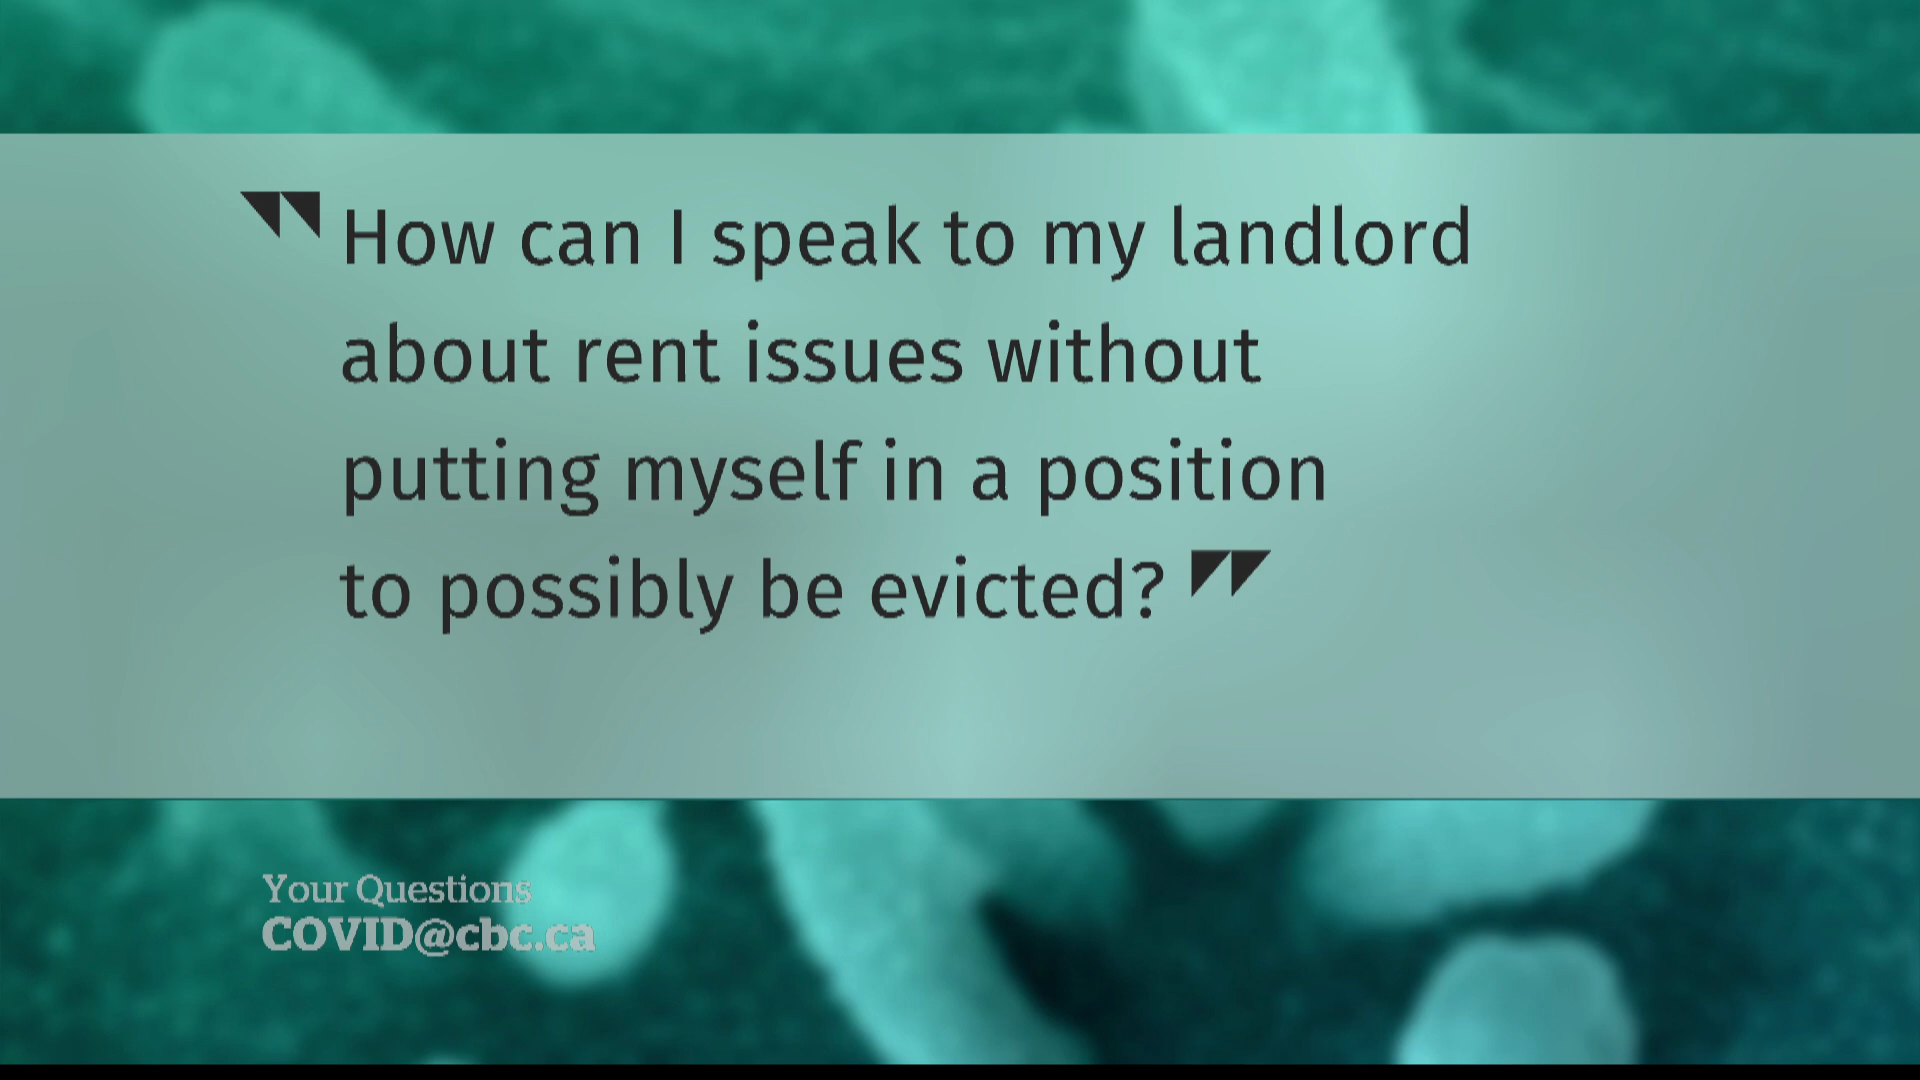 "How can I speak to my landlord
about rent issues without
putting myself in a position
to possibly be evicted?"
Your Questions
COVID@cbc.ca